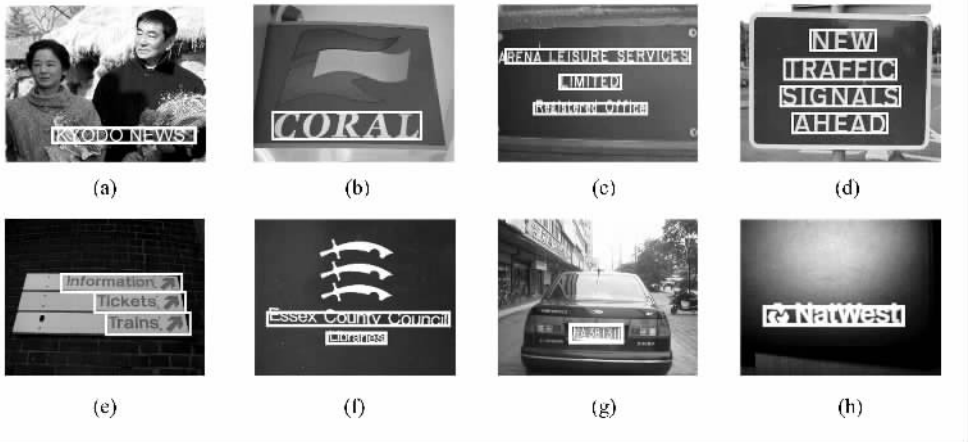 KYODO NEWS
CORAL
ARENA LEISURE SERVICES
LIMITED
Registered Office
NEW
TRAFFIC
SIGNALS
AHEAD
(a)
(b)
(c)
(d)
Information
Tickets
Trains
Essex County Council
Libraries
NatWest
(e)
(f)
(g)
(h)